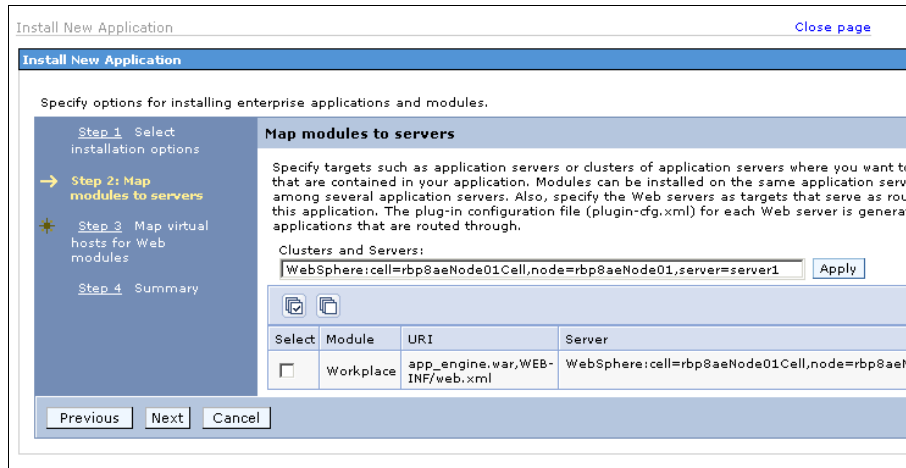 Install New Application
Close page
Install New Application
Specify options for installing enterprise applications and modules.
Step 1 Select
installation options
Step 2: Map
modules to servers
Step 3 Map virtual
hosts for Web
modules
Step 4 Summary
Map modules to servers
Specify targets such as application servers or clusters of application servers where you want
that are contained in your application. Modules can be installed on the same application
among several application servers. Also, specify the Web servers as targets that serve as
this application. The plug-in configuration file (plugin-cfg.xml) for each Web server is
applications that are routed through.
Clusters and Servers:
WebSphere:cell=rbp8aeNode01Cell,node=rbp8aeNode01,server=server1
Apply
Select Module URI Server
Workplace app_engine.war,WEB-
INF/web.xml
WebSphere:cell=rbp8aeNode01Cell,node=rbp8ae
Previous Next Cancel